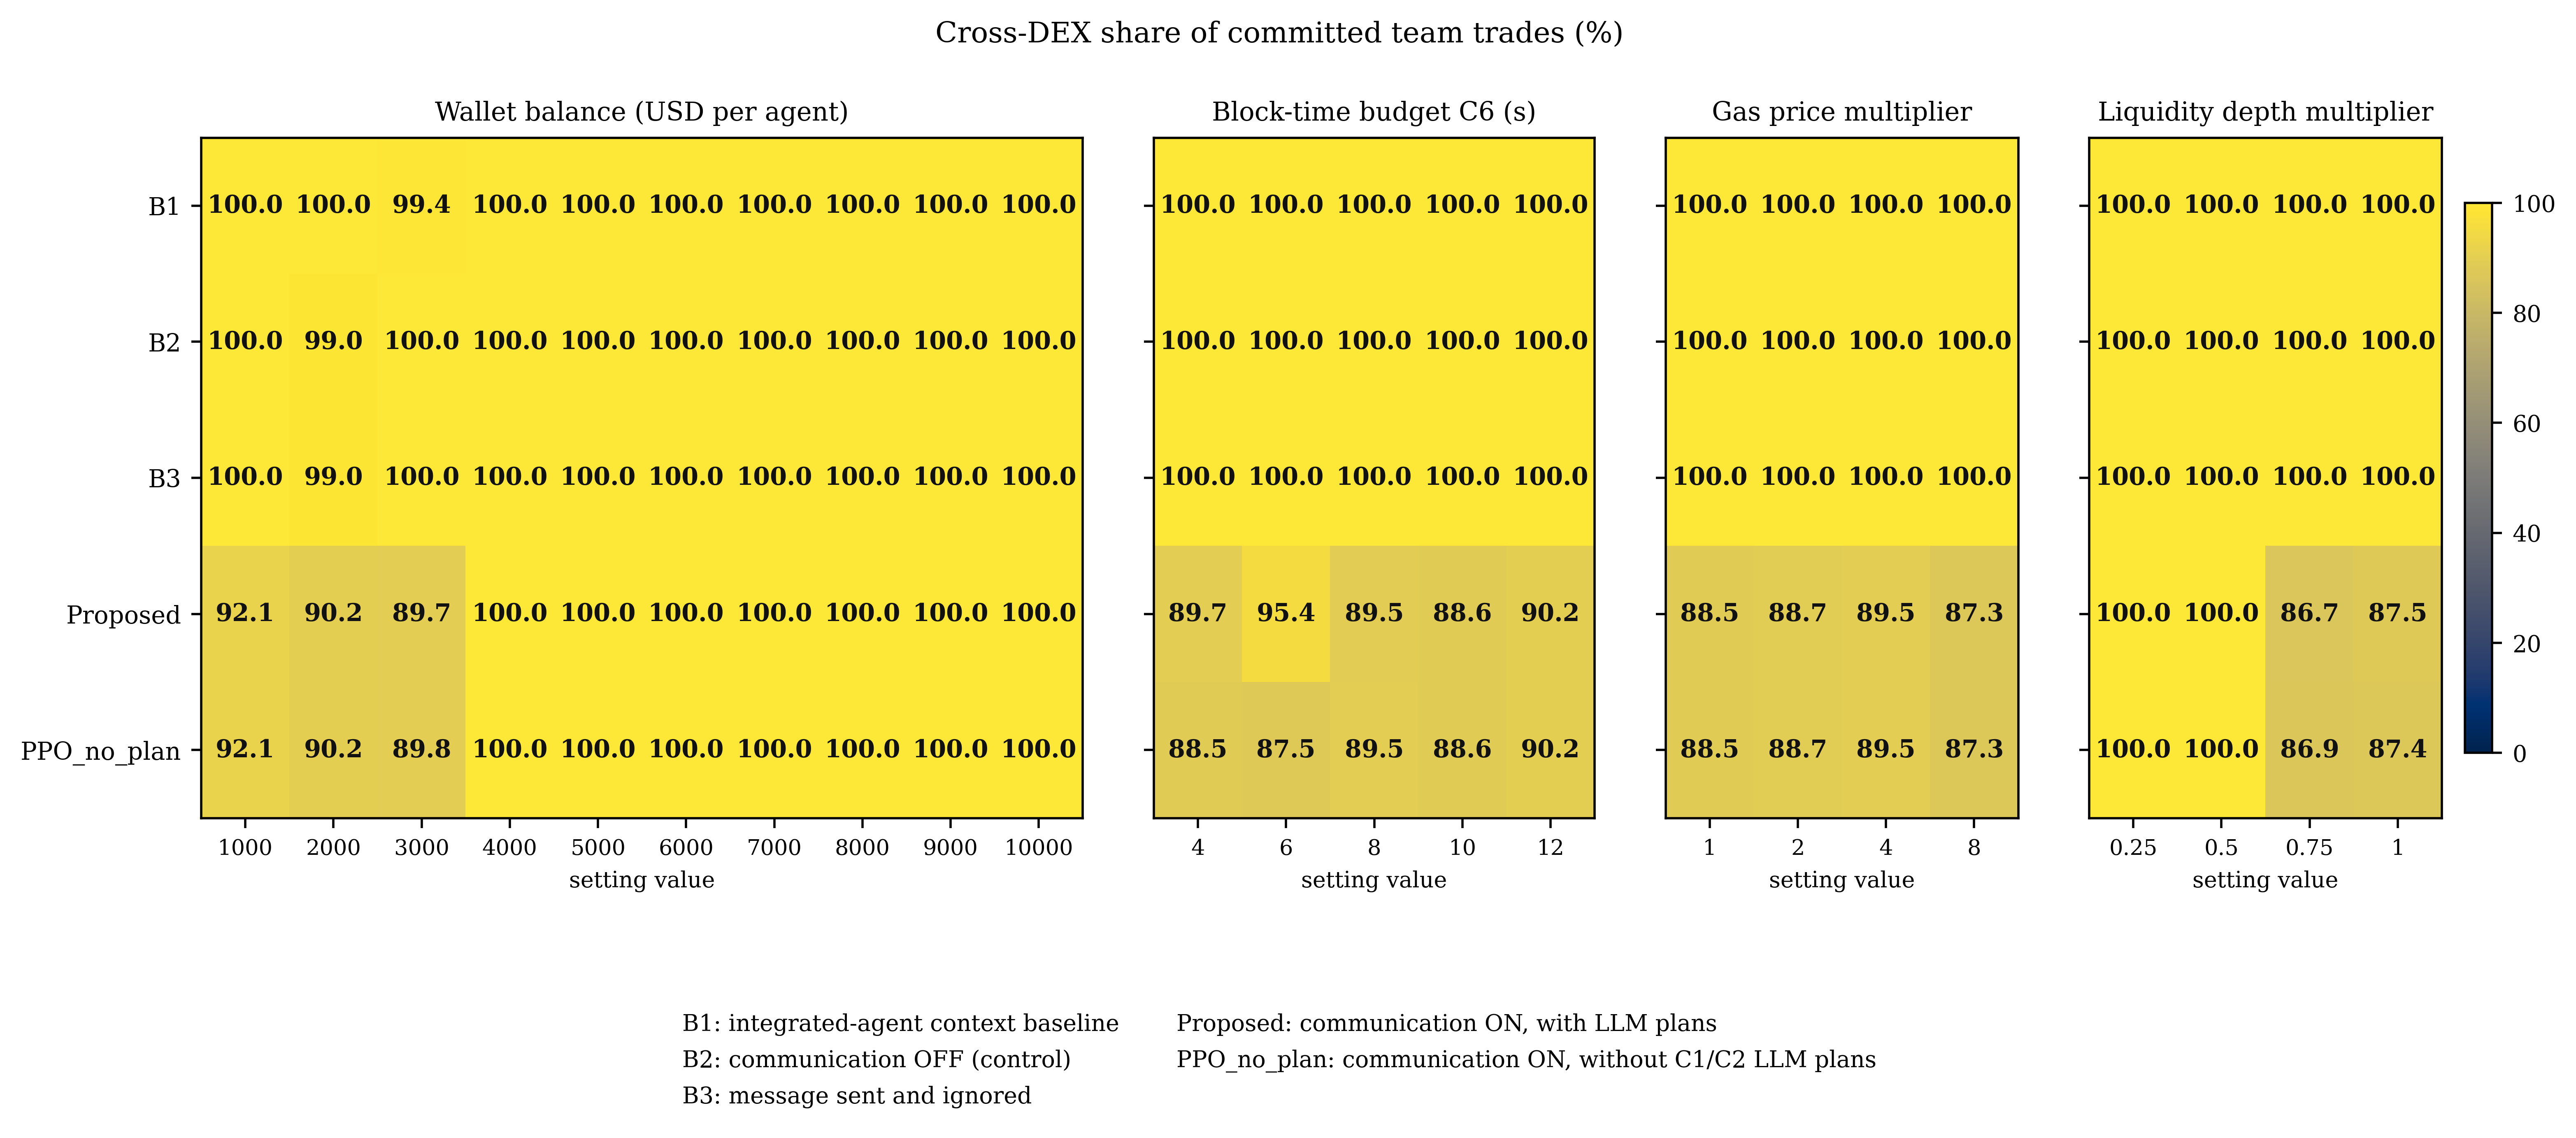 Cross-DEX share of committed team trades (%)
Wallet balance (USD per agent)
Block-time budget C6 (s)
Gas price multiplier
Liquidity depth multiplier
B1 100.0 100.0 99.4 100.0 100.0 100.0 100.0 100.0 100.0 100.0 100.0 100.0 100.0 100.0 100.0 100.0 100.0 100.0 100.0 100.0 100.0 100.0 100.0
B2 100.0 99.0 100.0 100.0 100.0 100.0 100.0 100.0 100.0 100.0 100.0 100.0 100.0 100.0 100.0 100.0 100.0 100.0 100.0 100.0 100.0 100.0 100.0
B3 100.0 99.0 100.0 100.0 100.0 100.0 100.0 100.0 100.0 100.0 100.0 100.0 100.0 100.0 100.0 100.0 100.0 100.0 100.0 100.0 100.0 100.0 100.0
Proposed 92.1 90.2 89.7 100.0 100.0 100.0 100.0 100.0 100.0 100.0 89.7 95.4 89.5 88.6 90.2 88.5 88.7 89.5 87.3 100.0 100.0 86.7 87.5
PPO_no_plan 92.1 90.2 89.8 100.0 100.0 100.0 100.0 100.0 100.0 100.0 88.5 87.5 89.5 88.6 90.2 88.5 88.7 89.5 87.3 100.0 100.0 86.9 87.4
1000 2000 3000 4000 5000 6000 7000 8000 9000 10000 4 6 8 10 12 1 2 4 8 0.25 0.5 0.75 1
setting value
setting value
setting value
setting value
100
80
60
40
20
0
B1: integrated-agent context baseline
B2: communication OFF (control)
B3: message sent and ignored
Proposed: communication ON, with LLM plans
PPO_no_plan: communication ON, without C1/C2 LLM plans